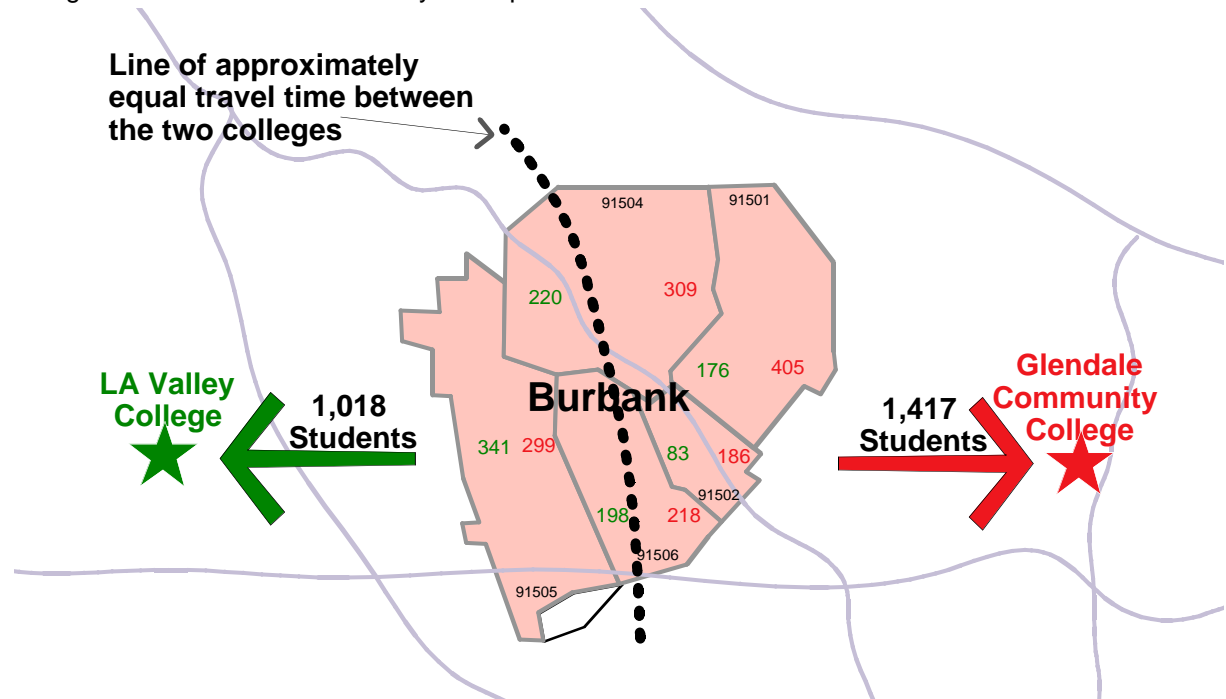 Line of approximately
equal travel time between
the two colleges
91504
91501
220
309
176
405
LA Valley
College
1,018
Students
Burbank
1,417
Students
Glendale
Community
College
341
299
83
186
91502
198
218
91506
91505